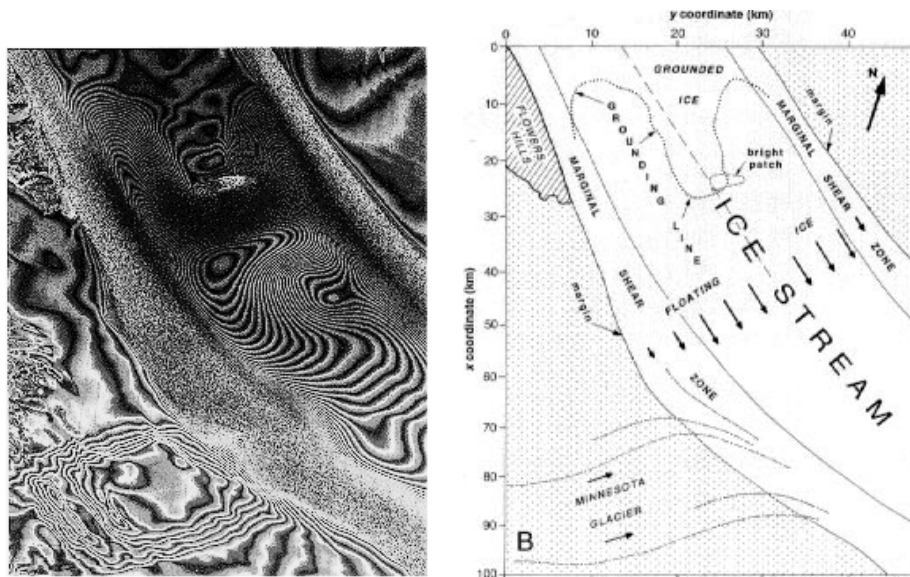 y coordinate (km)
0 10 20 30 40
x coordinate (km)
0
10
20
30
40
50
60
70
80
90
100
GROUNDED
ICE
N
margin
FLOWERS
HILLS
GROUNDING
LINE
MARGINAL
SHEAR
ZONE
bright
patch
MARGINAL
SHEAR
ZONE
ICE STREAM
FLOATING
ICE
margin
MINNESOTA
GLACIER
B